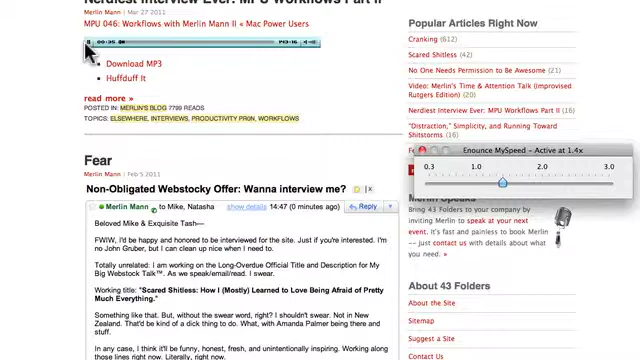 Nerdiest Interview Ever: MPU Workflows Part II
Merlin Mann | Mar 27 2011
MPU 046: Workflows with Merlin Mann II « Mac Power Users
00:35
Download MP3
Huffduff It
read more »
POSTED IN: MERLIN'S BLOG 7799 READS
TOPICS: ELSEWHERE, INTERVIEWS, PRODUCTIVITY PR0N, WORKFLOWS
Fear
Merlin Mann | Feb 5 2011
Non-Obligated Webstocky Offer: Wanna interview me?
Merlin Mann to Mike, Natasha show details 14:47 (0 minutes ago) Reply
Beloved Mike & Exquisite Tash—
FWIW, I'd be happy and honored to be interviewed for the site. Just if you're interested. I'm
no John Gruber, but I can clean up nice when I need to.
Totally unrelated: I am working on the Long-Overdue Official Title and Description for My
Big Webstock Talk™. As we speak/email/read. I swear.
Working title: "Scared Shitless: How I (Mostly) Learned to Love Being Afraid of Pretty
Much Everything."
Something like that. But, without the swear word, right? I shouldn't swear. Not in New
Zealand. That'd be kind of a dick thing to do. What, with Amanda Palmer being there and
stuff.
In any case, I think it'll be funny, honest, fresh, and unintentionally inspiring. Working along
those lines right now. Literally, right now.
Popular Articles Right Now
Cranking (612)
Scared Shitless (42)
No One Needs Permission to Be Awesome (21)
Video: Merlin's Time & Attention Talk (Improvised
Rutgers Edition) (20)
Nerdiest Interview Ever: MPU Workflows Part II (16)
"Distraction," Simplicity, and Running Toward
Shitstorms (16)
Enounce MySpeed - Active at 1.4x
0.3 1.0 2.0 3.0
Merlin Speaks
Bring 43 Folders to your company by
inviting Merlin to speak at your next
event. It's fast and painless to book Merlin
-- just contact us with details about what
you need. »
About 43 Folders
About the Site
Sitemap
Suggest a Site
Contact Us